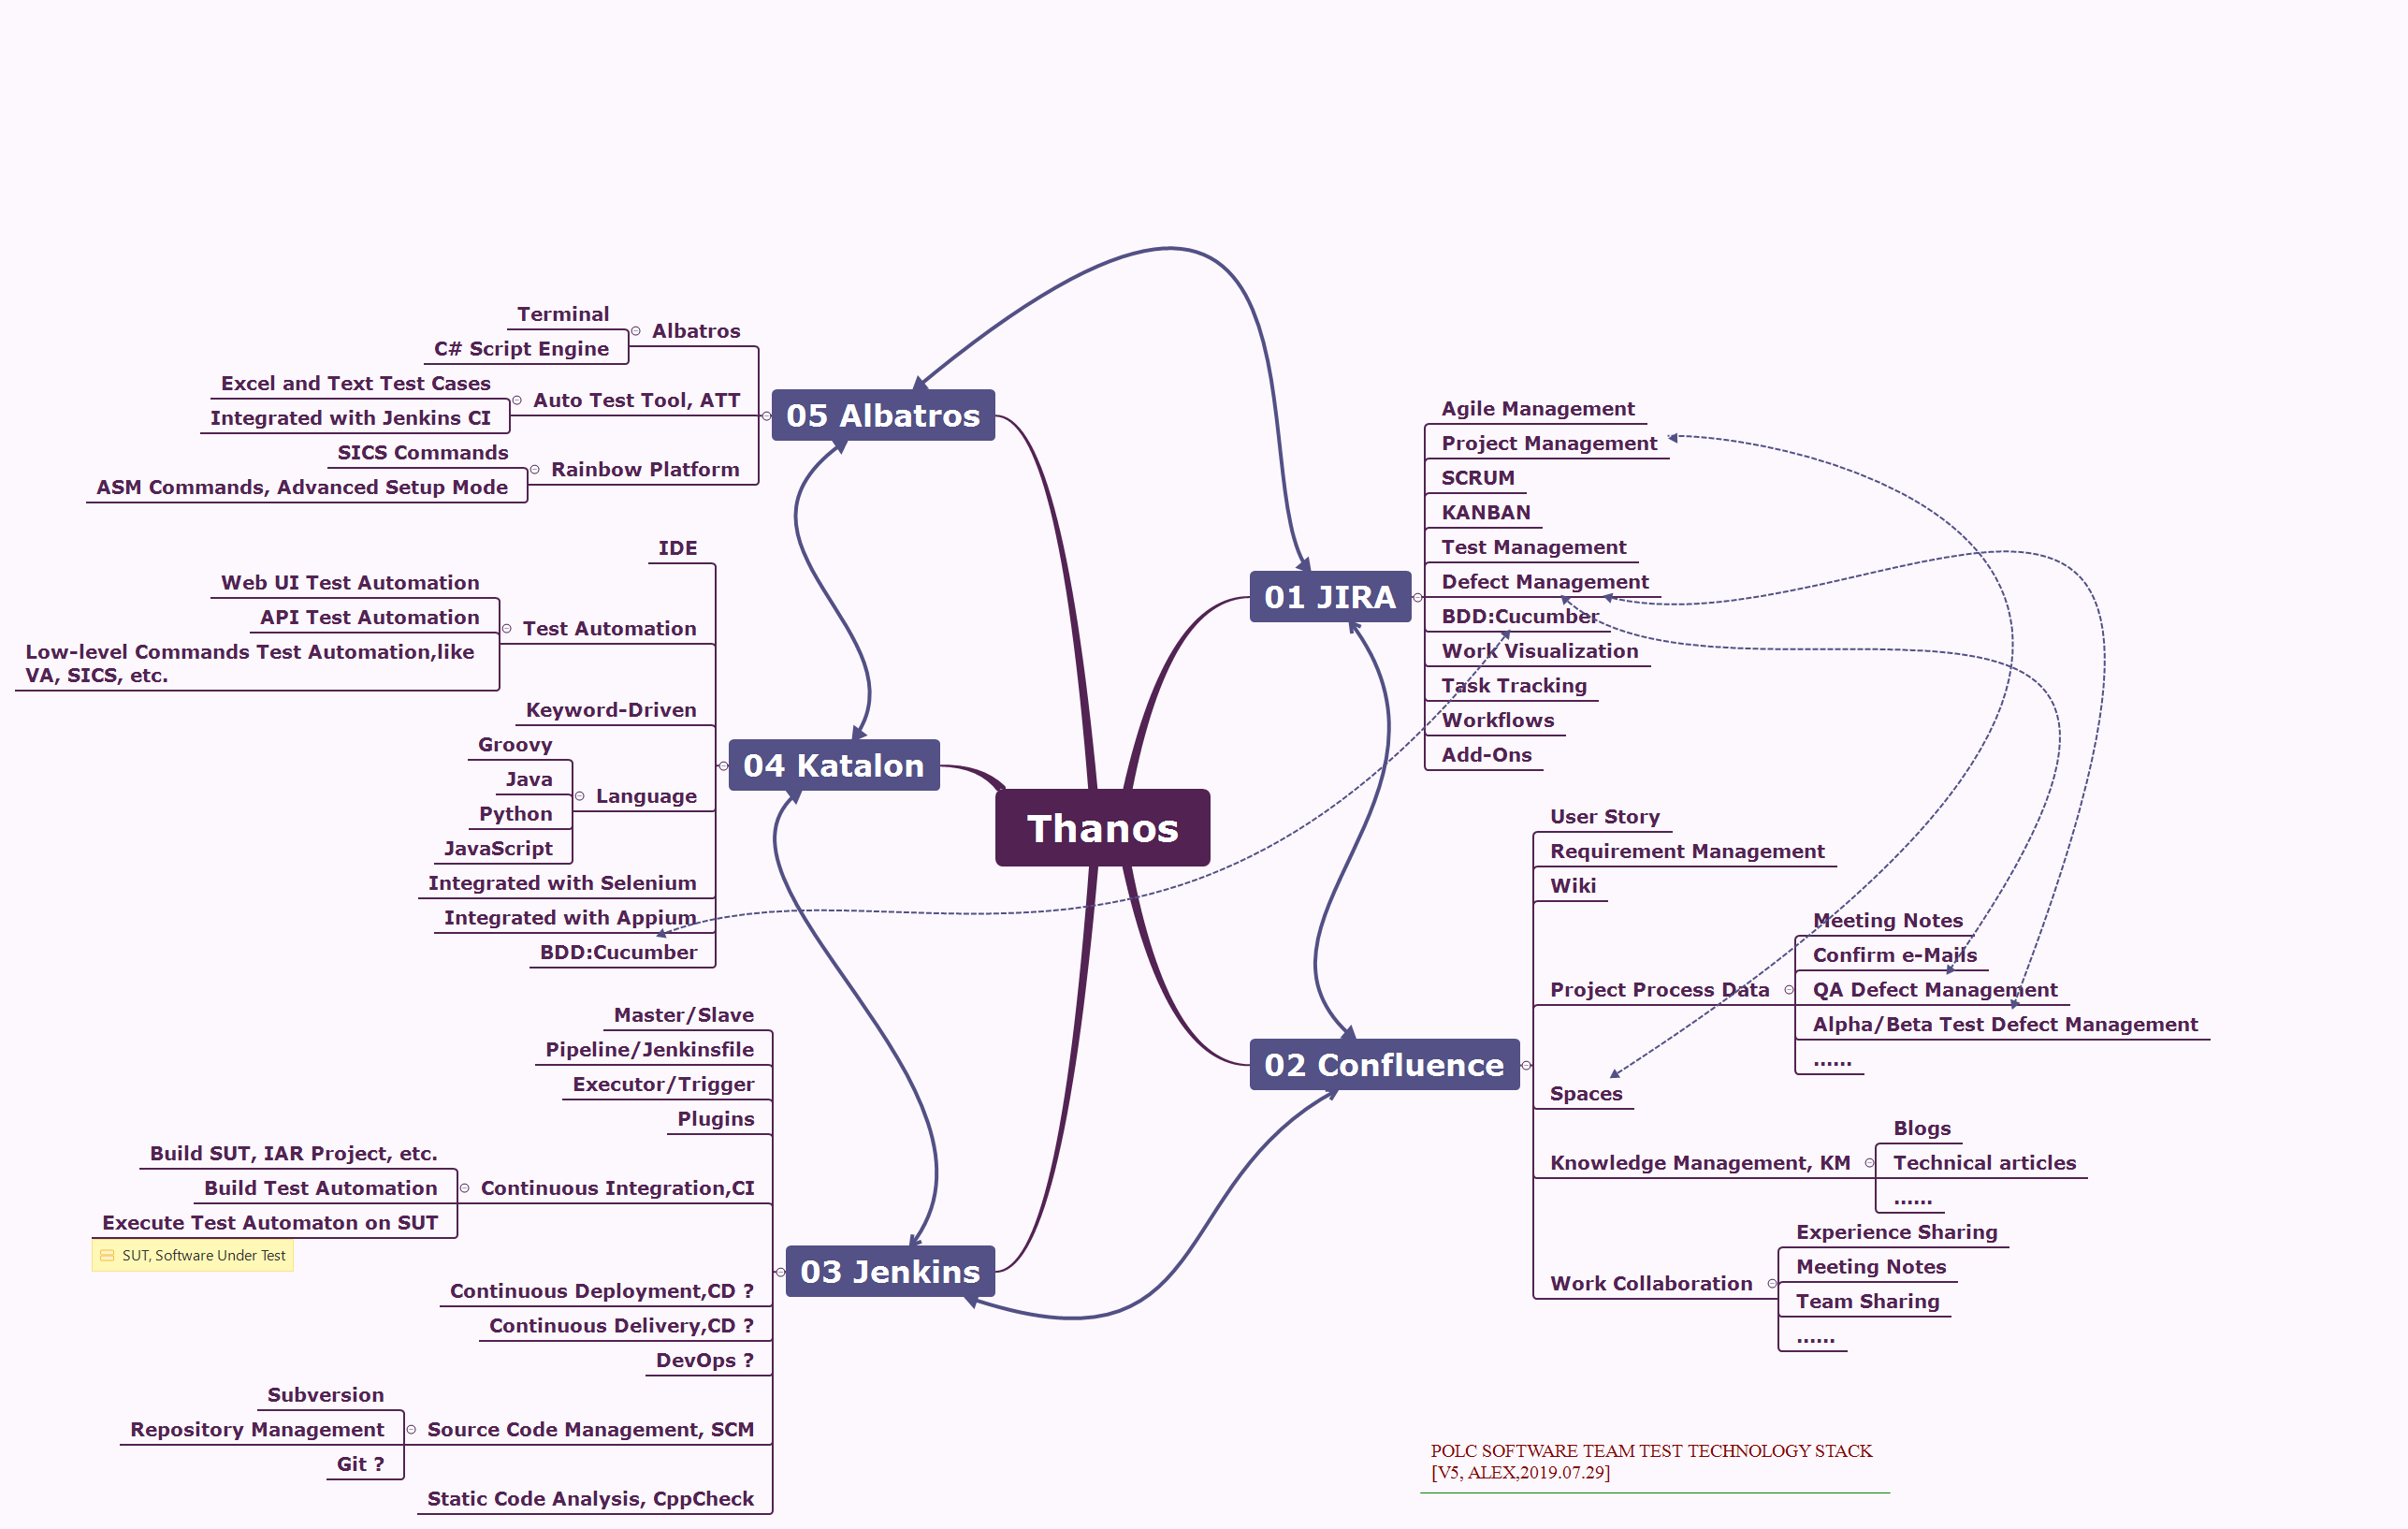 Thanos
01 JIRA
Agile Management
Project Management
SCRUM
KANBAN
Test Management
Defect Management
BDD:Cucumber
Work Visualization
Task Tracking
Workflows
Add-Ons
02 Confluence
User Story
Requirement Management
Wiki
Project Process Data
Meeting Notes
Confirm e-Mails
QA Defect Management
Alpha/Beta Test Defect Management
......
Spaces
Knowledge Management, KM
Blogs
Technical articles
......
Work Collaboration
Experience Sharing
Meeting Notes
Team Sharing
......
03 Jenkins
Master/Slave
Pipeline/Jenkinsfile
Executor/Trigger
Plugins
Continuous Integration,CI
Build SUT, IAR Project, etc.
Build Test Automation
Execute Test Automaton on SUT
SUT, Software Under Test
Continuous Deployment,CD ?
Continuous Delivery,CD ?
DevOps ?
Source Code Management, SCM
Subversion
Repository Management
Git ?
Static Code Analysis, CppCheck
04 Katalon
IDE
Test Automation
Web UI Test Automation
API Test Automation
Low-level Commands Test Automation,like
VA, SICS, etc.
Keyword-Driven
Language
Groovy
Java
Python
JavaScript
Integrated with Selenium
Integrated with Appium
BDD:Cucumber
05 Albatros
Albatros
Terminal
C# Script Engine
Auto Test Tool, ATT
Excel and Text Test Cases
Integrated with Jenkins CI
Rainbow Platform
SICS Commands
ASM Commands, Advanced Setup Mode
POLC SOFTWARE TEAM TEST TECHNOLOGY STACK
[V5, ALEX,2019.07.29]